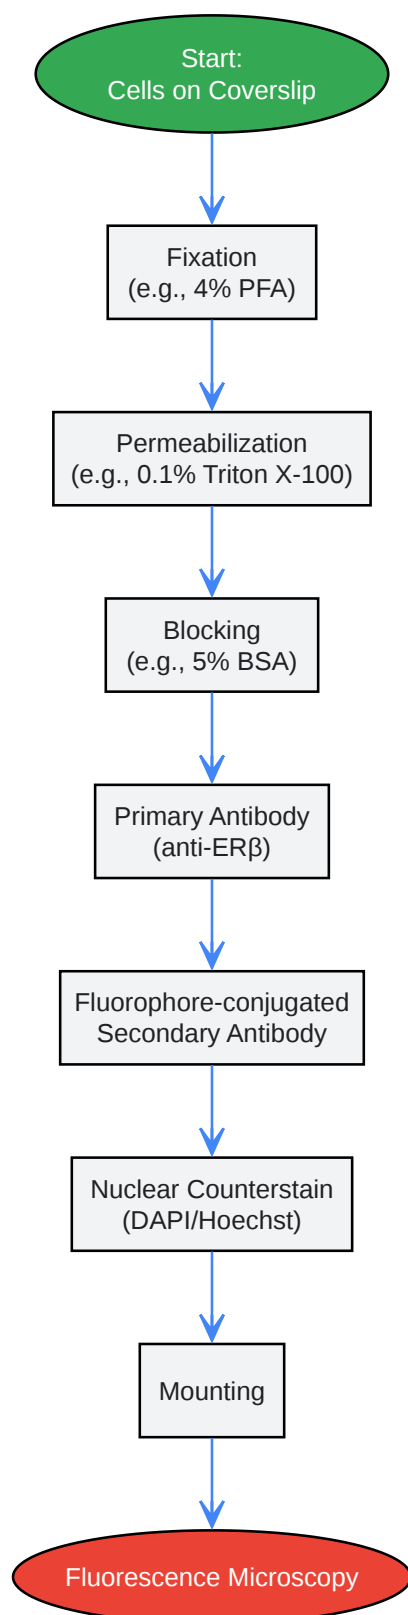 Start:
Cells on Coverslip
Fixation
(e.g., 4% PFA)
Permeabilization
(e.g., 0.1% Triton X-100)
Blocking
(e.g., 5% BSA)
Primary Antibody
(anti-ERβ)
Fluorophore-conjugated
Secondary Antibody
Nuclear Counterstain
(DAPI/Hoechst)
Mounting
Fluorescence Microscopy